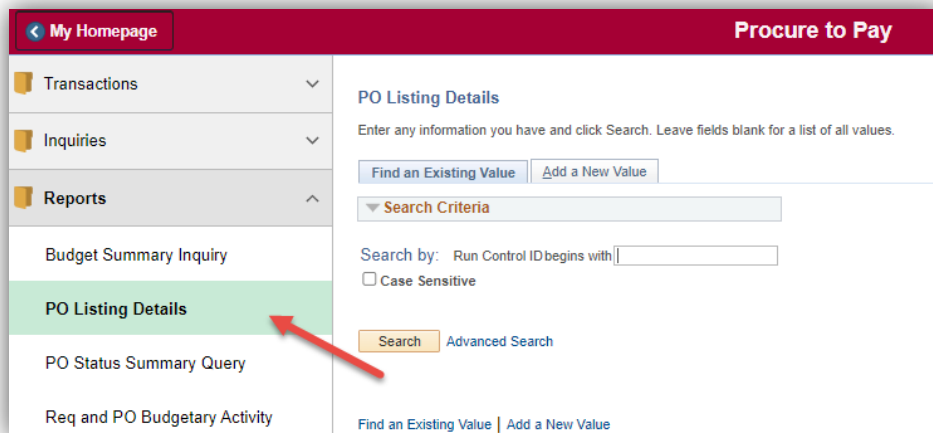 My Homepage
Procure to Pay
Transactions
Inquiries
Reports
Budget Summary Inquiry
PO Listing Details
PO Status Summary Query
Req and PO Budgetary Activity
PO Listing Details
Enter any information you have and click Search. Leave fields blank for a list of all values.
Find an Existing Value Add a New Value
Search Criteria
Search by: Run Control ID begins with
Case Sensitive
Search Advanced Search
Find an Existing Value | Add a New Value